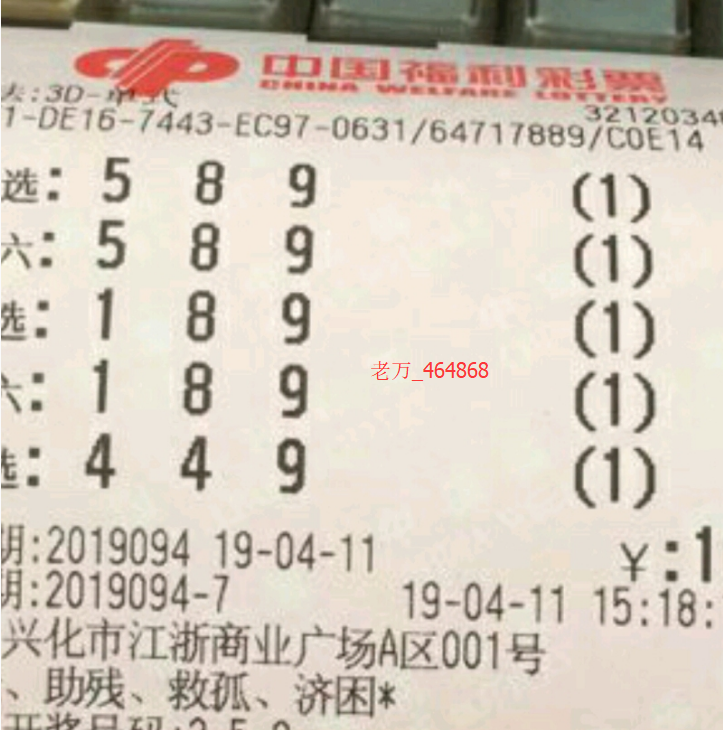 中国福利彩票
CHINA WELFARE LOTTERY
:3D-单式
32120340
1-DE16-7443-EC97-0631/64717889/C0E14
选: 5 8 9 (1)
六: 5 8 9 (1)
选: 1 8 9 (1)
六: 1 8 9 (1)
选: 4 4 9 (1)
老万_464868
期:2019094 19-04-11 ¥:1
期:2019094-7 19-04-11 15:18:
兴化市江浙商业广场A区001号
、助残、救孤、济困*
开奖号码: